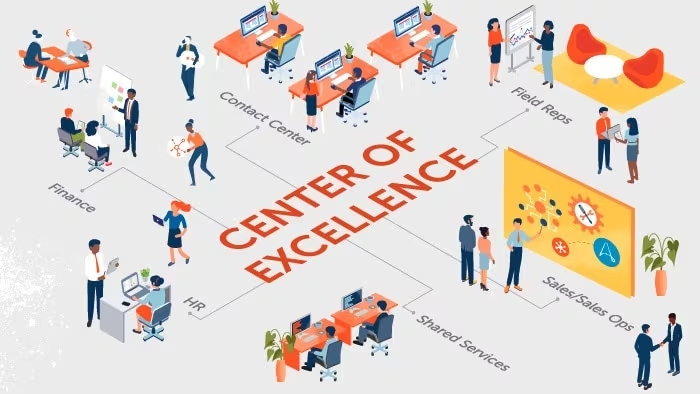 Contact Center
Field Reps
CENTER OF
EXCELLENCE
Finance
HR
Shared Services
Sales/Sales Ops